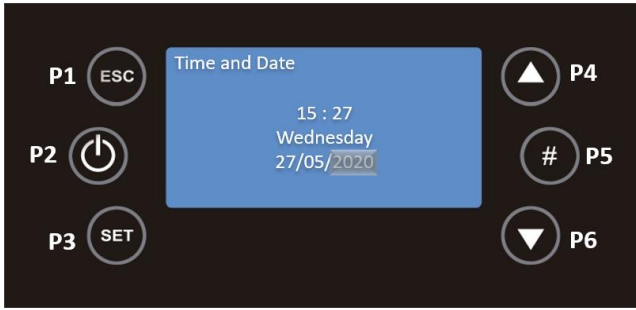 P1 ESC
Time and Date
P4
15 : 27
Wednesday
P2
27/05/2020
# P5
P3 SET
P6